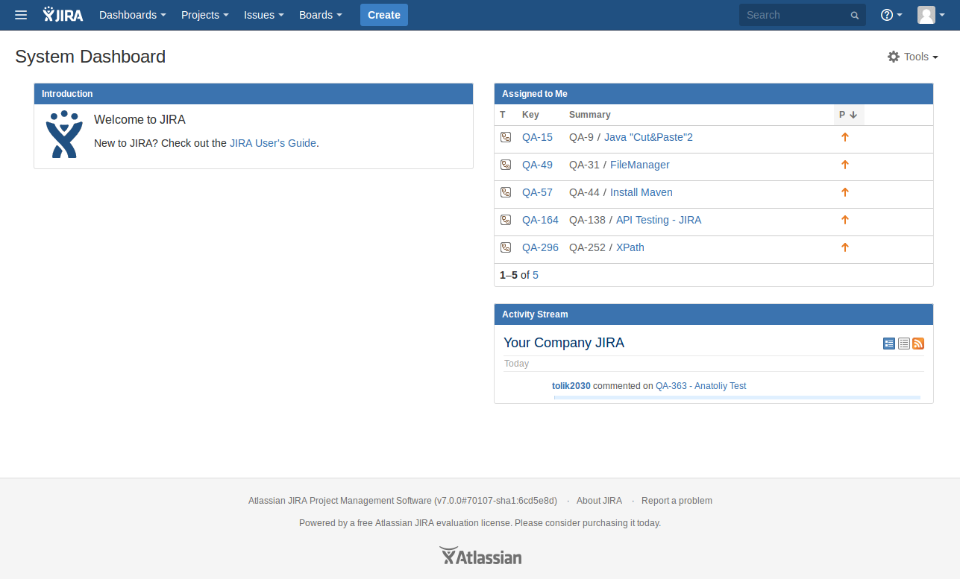 JIRA Dashboards Projects Issues Boards Create Search
System Dashboard
Tools
Introduction
Welcome to JIRA
New to JIRA? Check out the JIRA User's Guide.
Assigned to Me
T Key Summary P
QA-15 QA-9 / Java "Cut&Paste"2
QA-49 QA-31 / FileManager
QA-57 QA-44 / Install Maven
QA-164 QA-138 / API Testing - JIRA
QA-296 QA-252 / XPath
1–5 of 5
Activity Stream
Your Company JIRA
Today
tolik2030 commented on QA-363 - Anatoliy Test
Atlassian JIRA Project Management Software (v7.0.0#70107-sha1:6cd5e8d) · About JIRA · Report a problem
Powered by a free Atlassian JIRA evaluation license. Please consider purchasing it today.
Atlassian